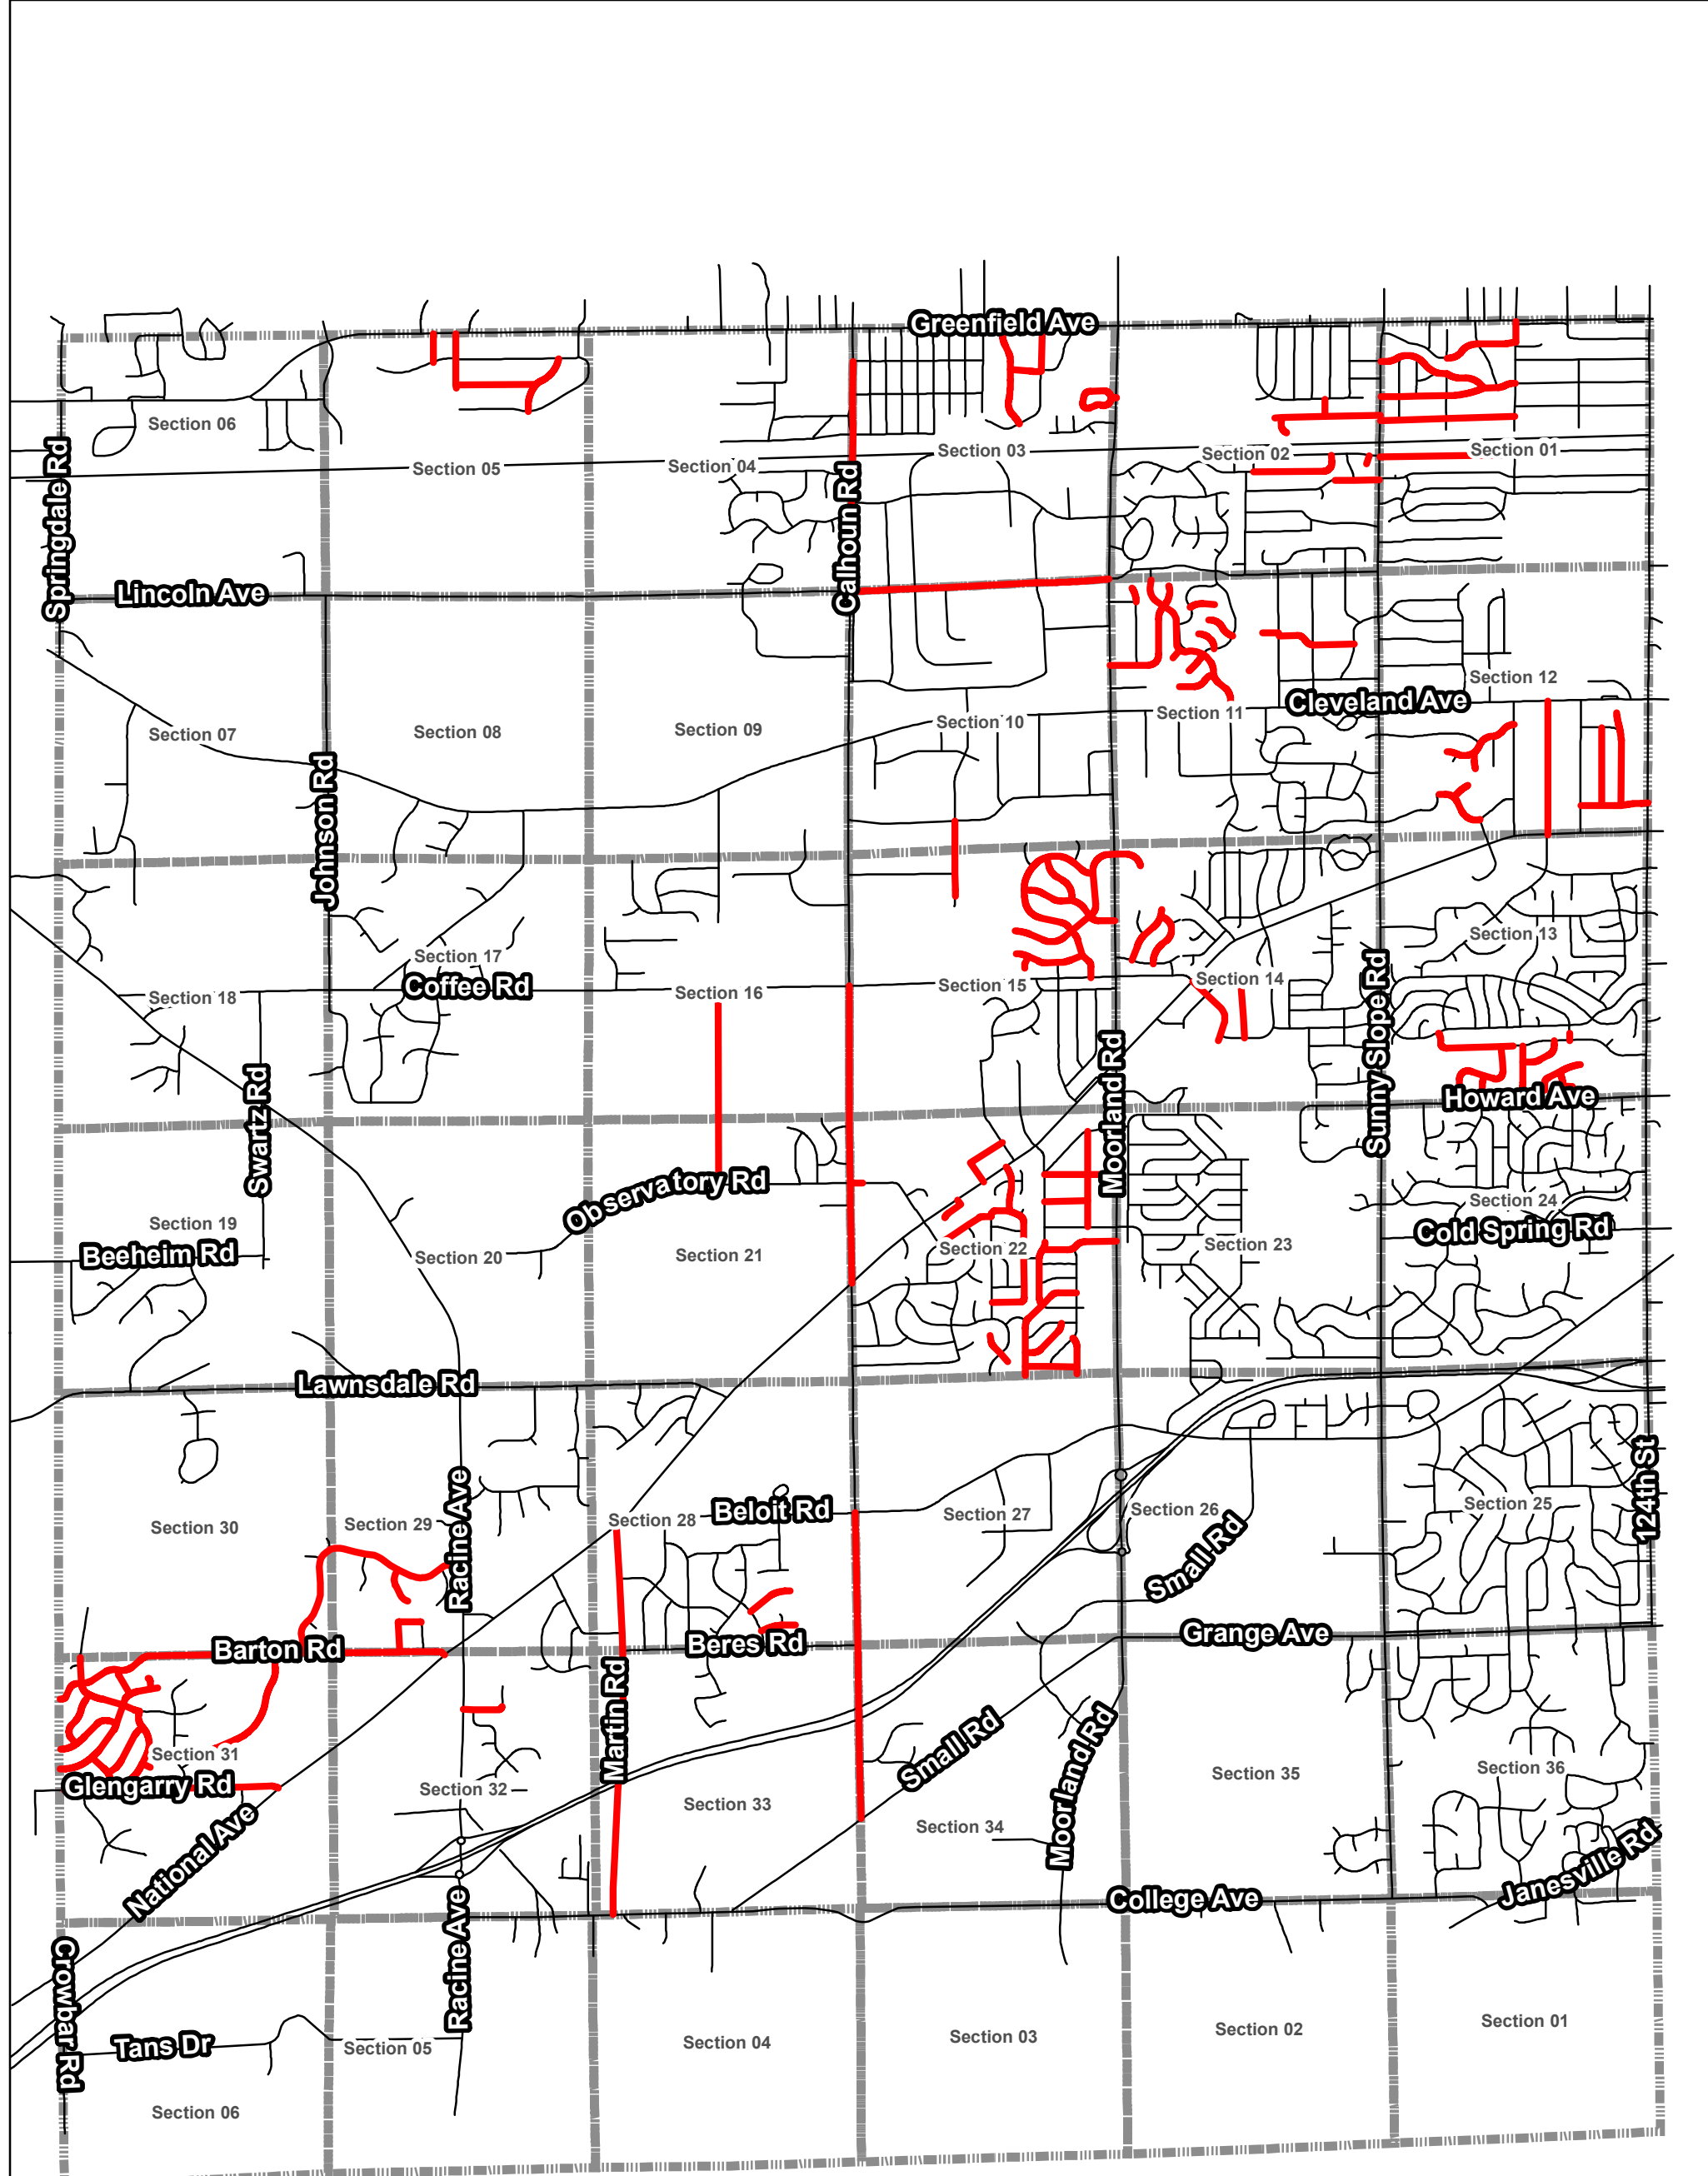 Greenfield Ave
Section 06
Section 05
Section 04
Section 03
Section 02
Section 01
Springdale Rd
Calhoun Rd
Lincoln Ave
Section 07
Section 08
Section 09
Section 10
Section 11
Section 12
Cleveland Ave
Johnson Rd
Section 18
Section 17
Coffee Rd
Section 16
Section 15
Section 14
Section 13
Swartz Rd
Moorland Rd
Sunny Slope Rd
Howard Ave
Observatory Rd
Section 19
Beeheim Rd
Section 20
Section 21
Section 22
Section 23
Section 24
Cold Spring Rd
Lawnsdale Rd
Section 30
Section 29
Racine Ave
Section 28
Beloit Rd
Section 27
Section 26
Small Rd
Section 25
124th St
Barton Rd
Beres Rd
Grange Ave
Martin Rd
Section 31
Glengarry Rd
National Ave
Section 32
Section 33
Small Rd
Section 34
Moorland Rd
Section 35
Section 36
Janesville Rd
College Ave
Crowbar Rd
Racine Ave
Tans Dr
Section 05
Section 04
Section 03
Section 02
Section 01
Section 06